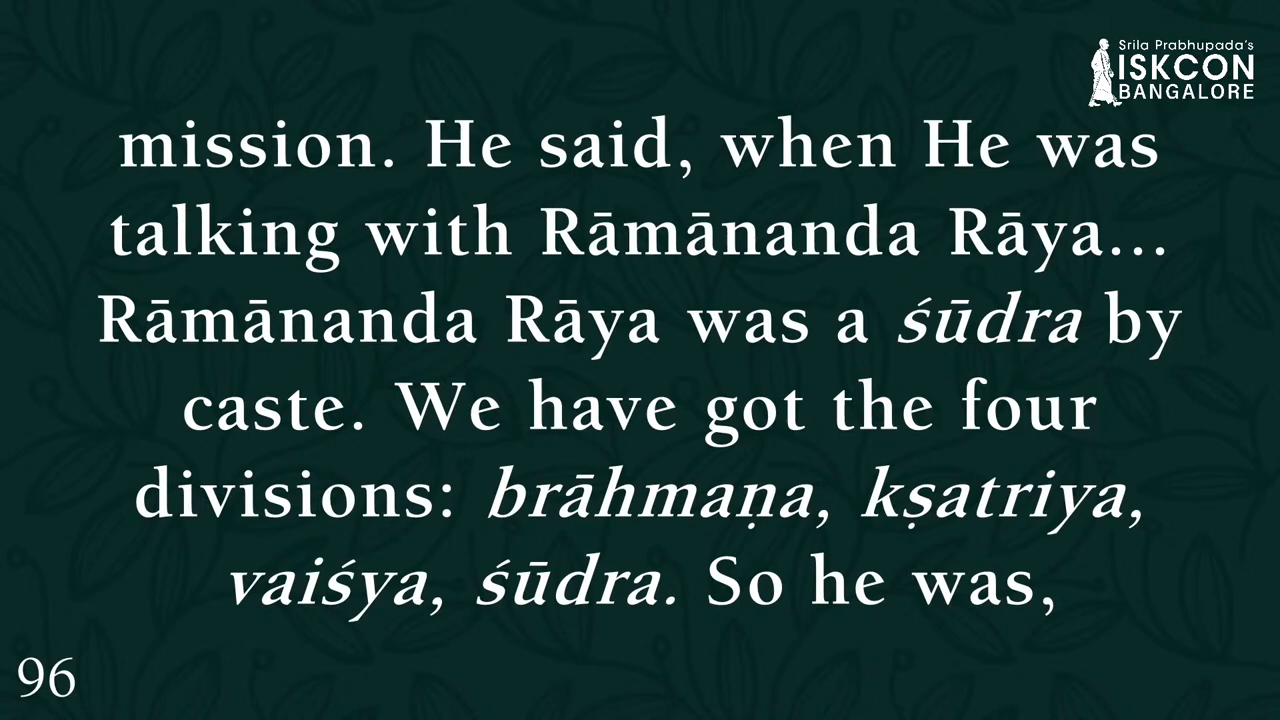 Srila Prabhupada's
ISKCON
BANGALORE
mission. He said, when He was
talking with Rāmānanda Rāya...
Rāmānanda Rāya was a śūdra by
caste. We have got the four
divisions: brāhmaṇa, kṣatriya,
vaiśya, śūdra. So he was,
96